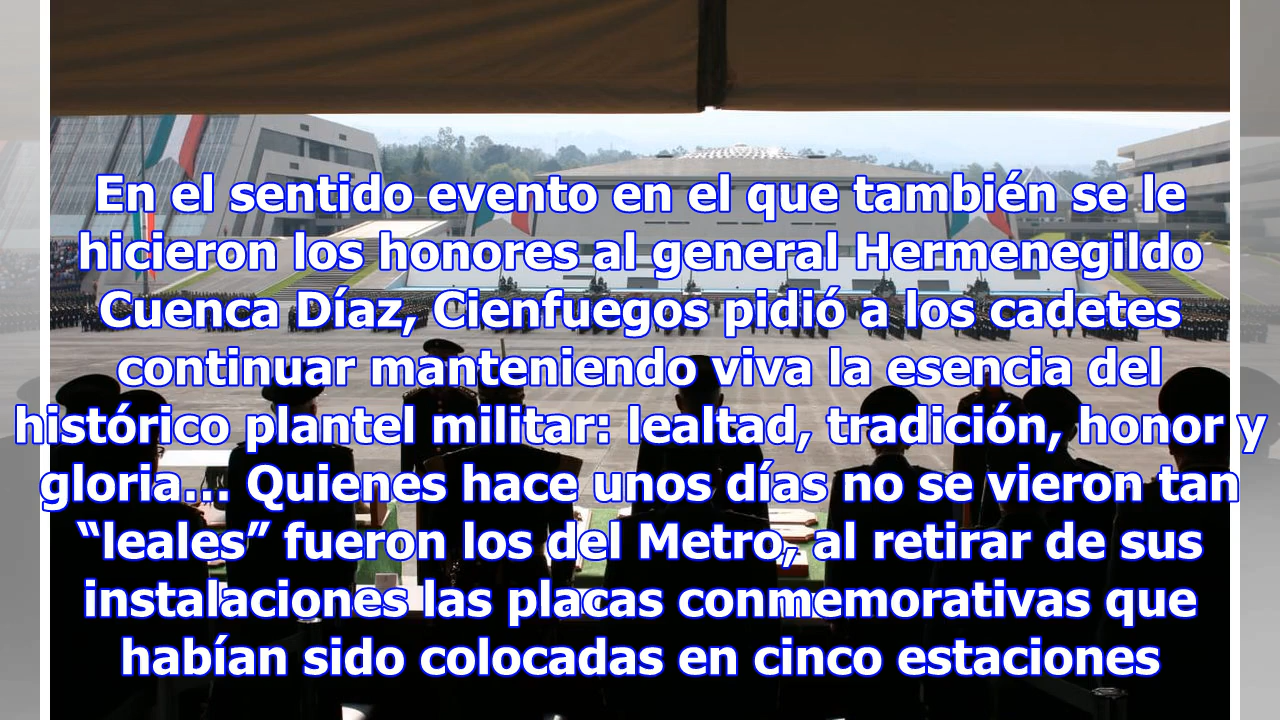 En el sentido evento en el que también se le
hicieron los honores al general Hermenegildo
Cuenca Díaz, Cienfuegos pidió a los cadetes
continuar manteniendo viva la esencia del
histórico plantel militar: lealtad, tradición, honor y
gloria... Quienes hace unos días no se vieron tan
“leales” fueron los del Metro, al retirar de sus
instalaciones las placas conmemorativas que
habían sido colocadas en cinco estaciones